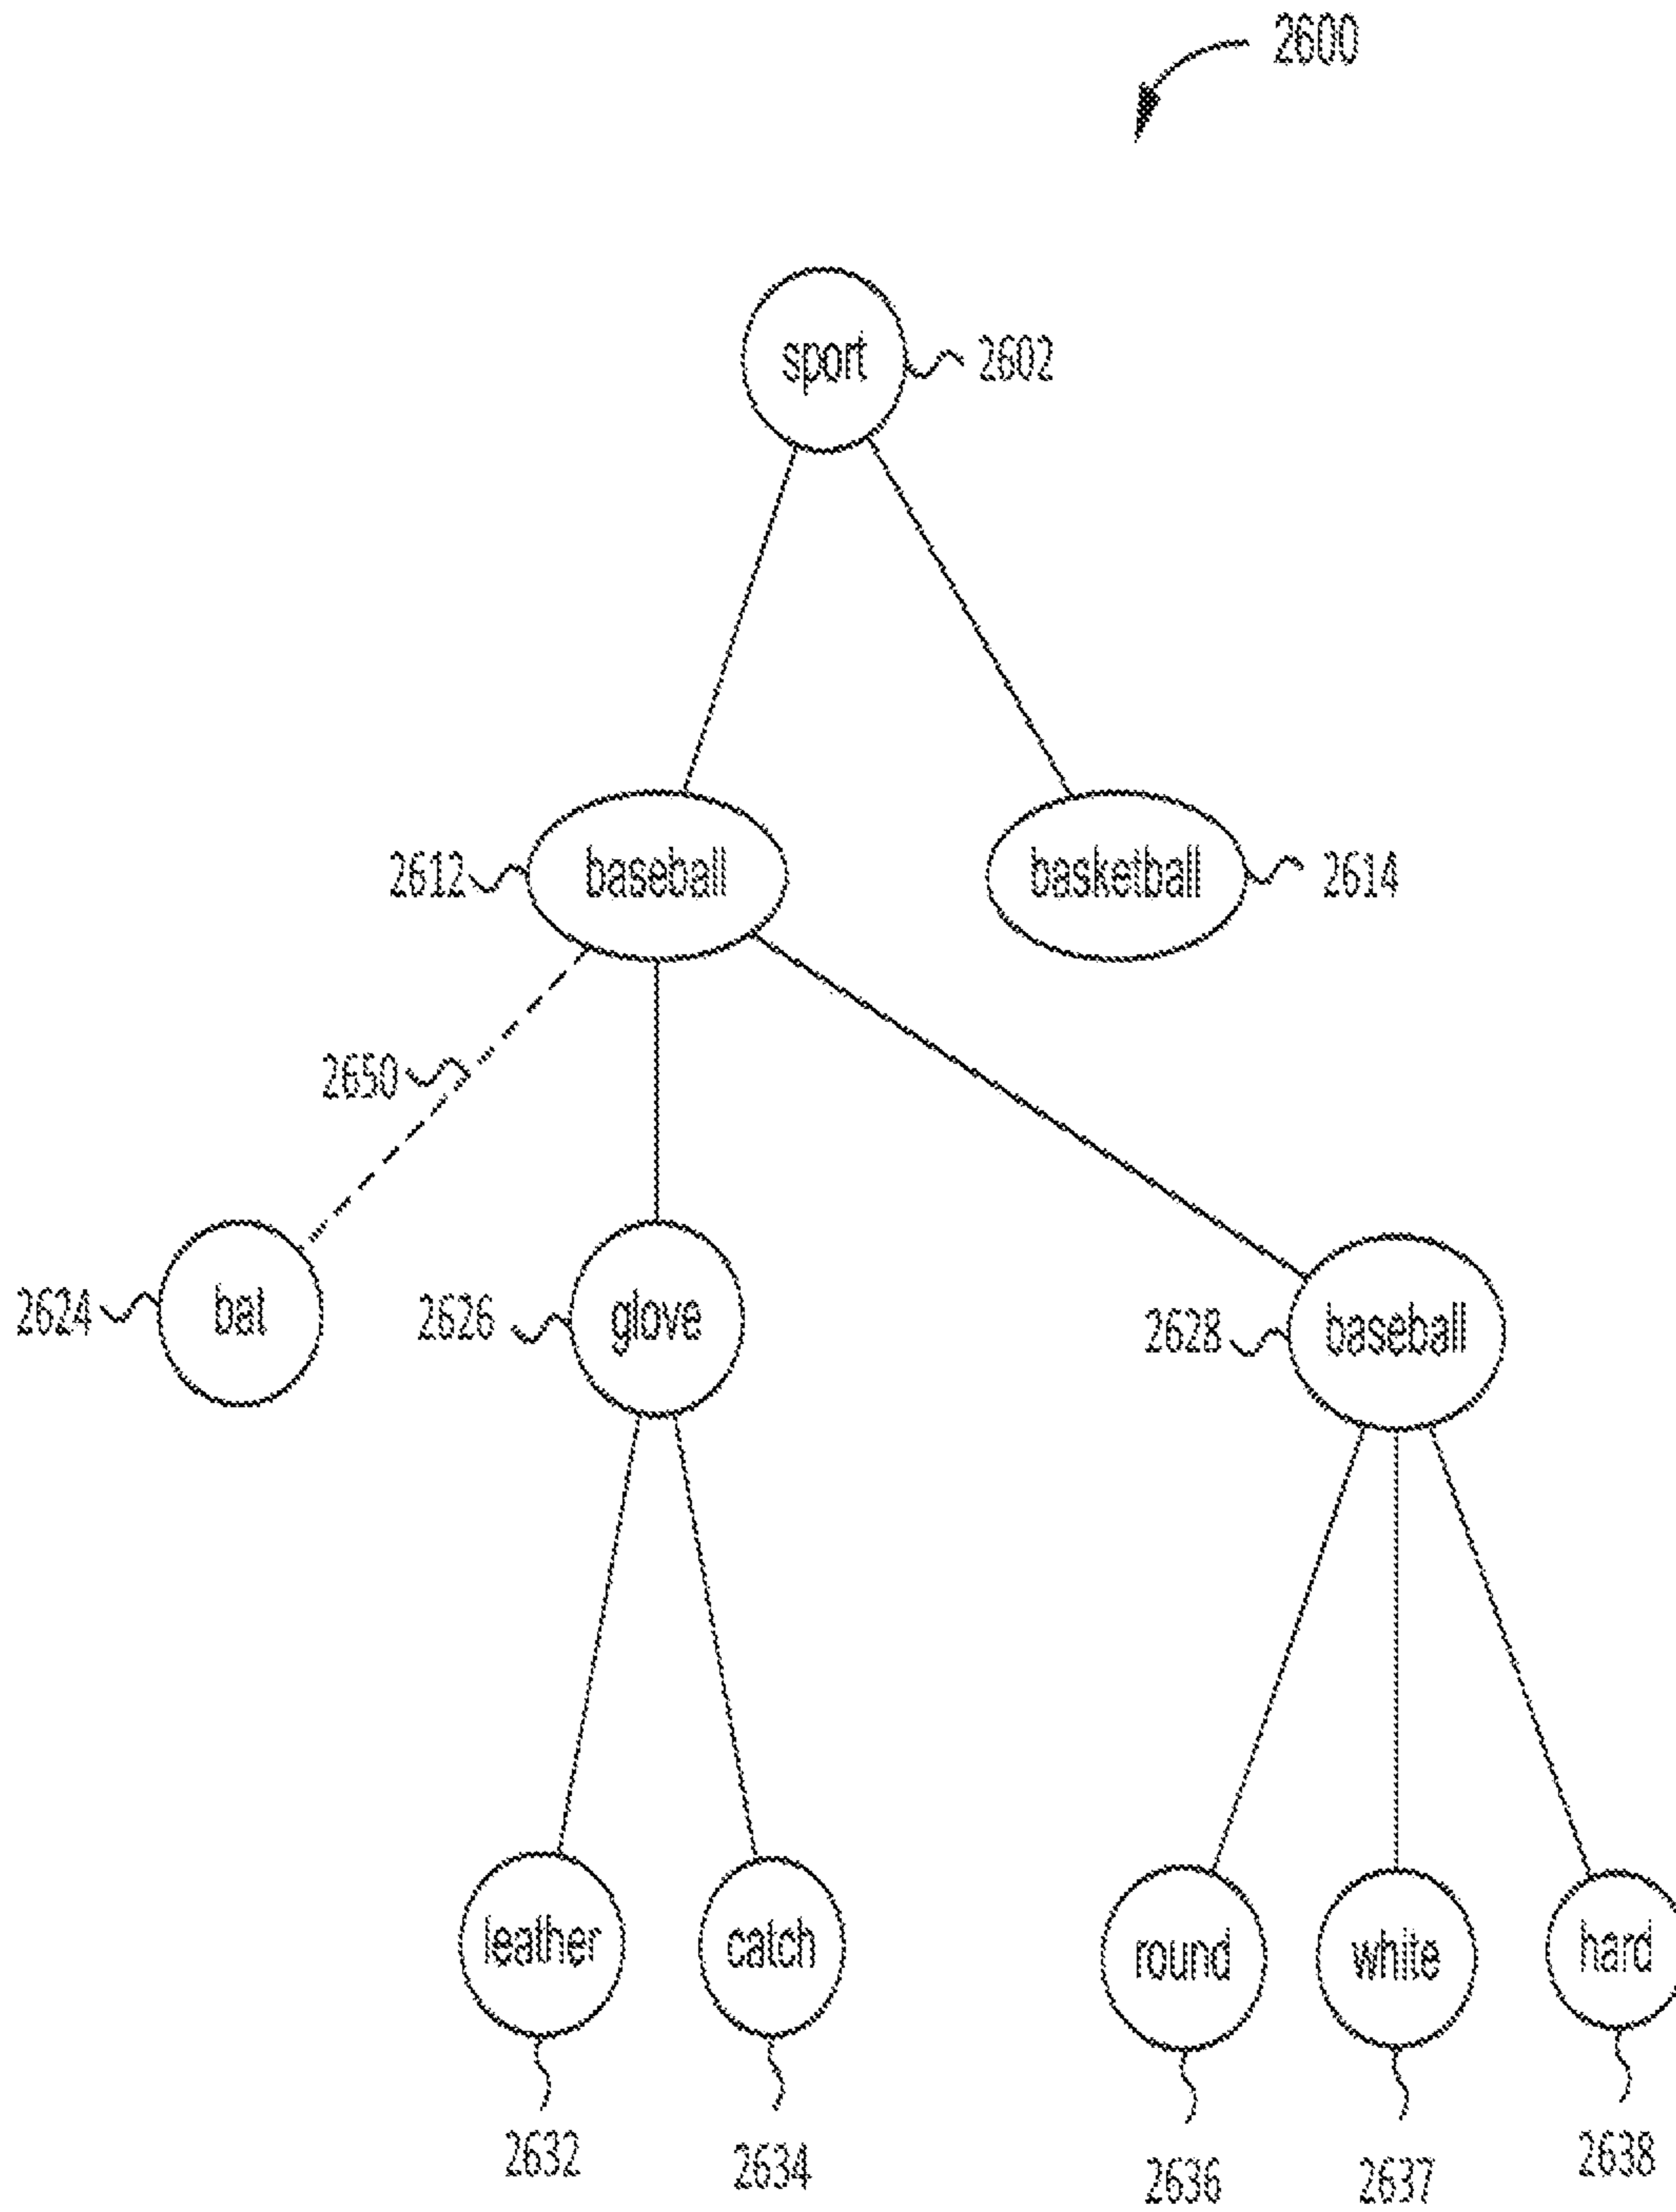 2600
sport 2602
2612 baseball basketball 2614
2650
2624 bat 2626 glove 2628 baseball
leather catch round white hard
2632 2634 2636 2637 2638